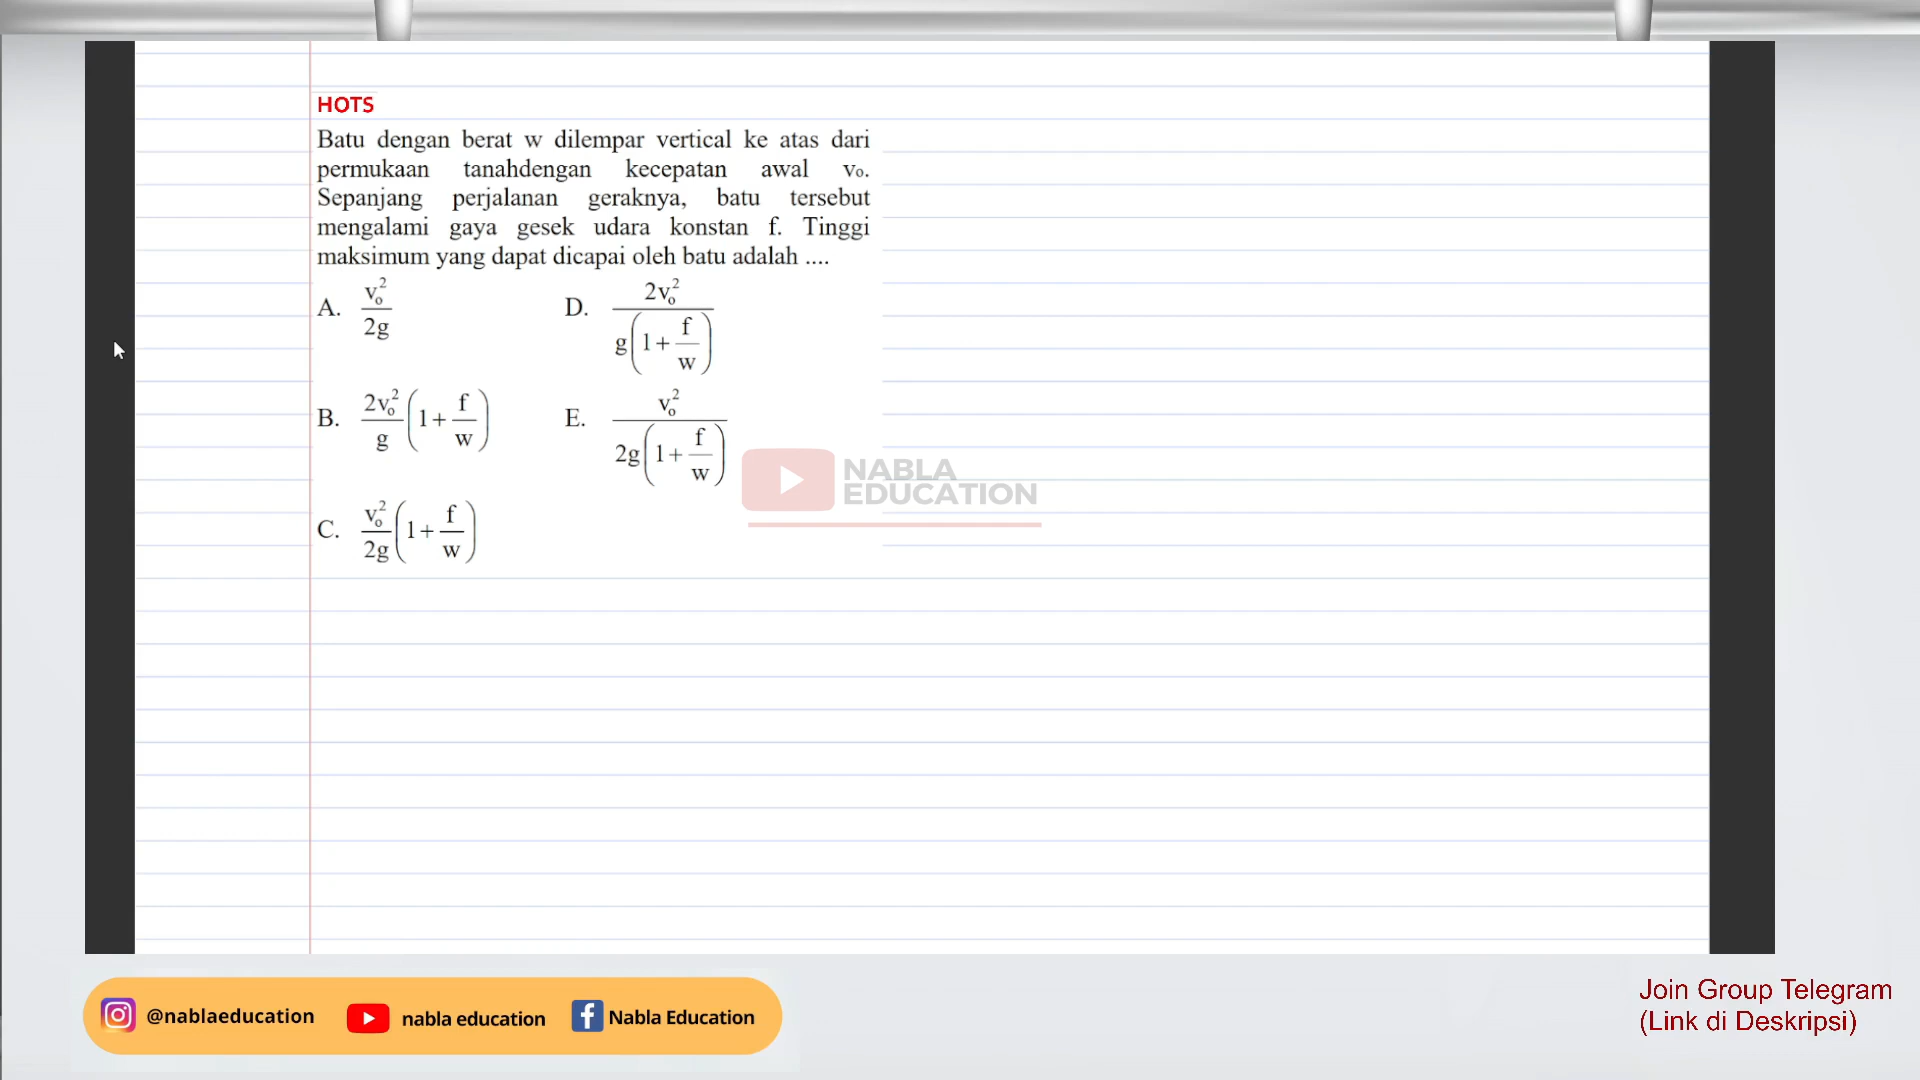 HOTS
Batu dengan berat w dilempar vertical ke atas dari
permukaan tanahdengan kecepatan awal v₀.
Sepanjang perjalanan geraknya, batu tersebut
mengalami gaya gesek udara konstan f. Tinggi
maksimum yang dapat dicapai oleh batu adalah ....
A. v₀²/2g
B. 2v₀²/g (1 + f/w)
C. v₀²/2g (1 + f/w)
D. 2v₀²/g(1 + f/w)
E. v₀²/2g(1 + f/w)
NABLA
EDUCATION
@nablaeducation nabla education Nabla Education
Join Group Telegram
(Link di Deskripsi)